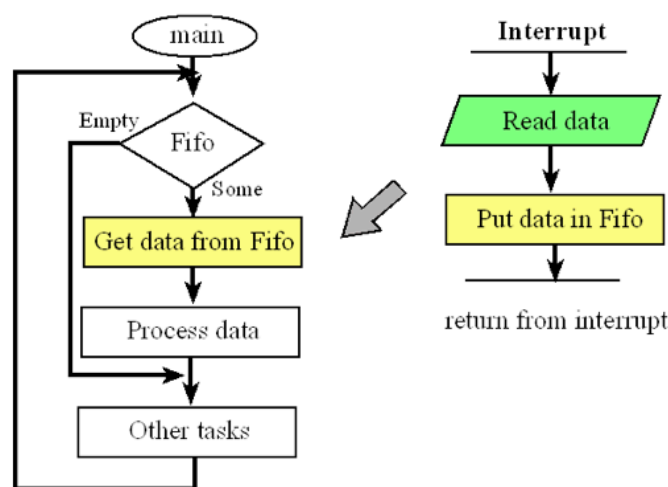 main
Empty
Fifo
Some
Get data from Fifo
Process data
Other tasks
Interrupt
Read data
Put data in Fifo
return from interrupt